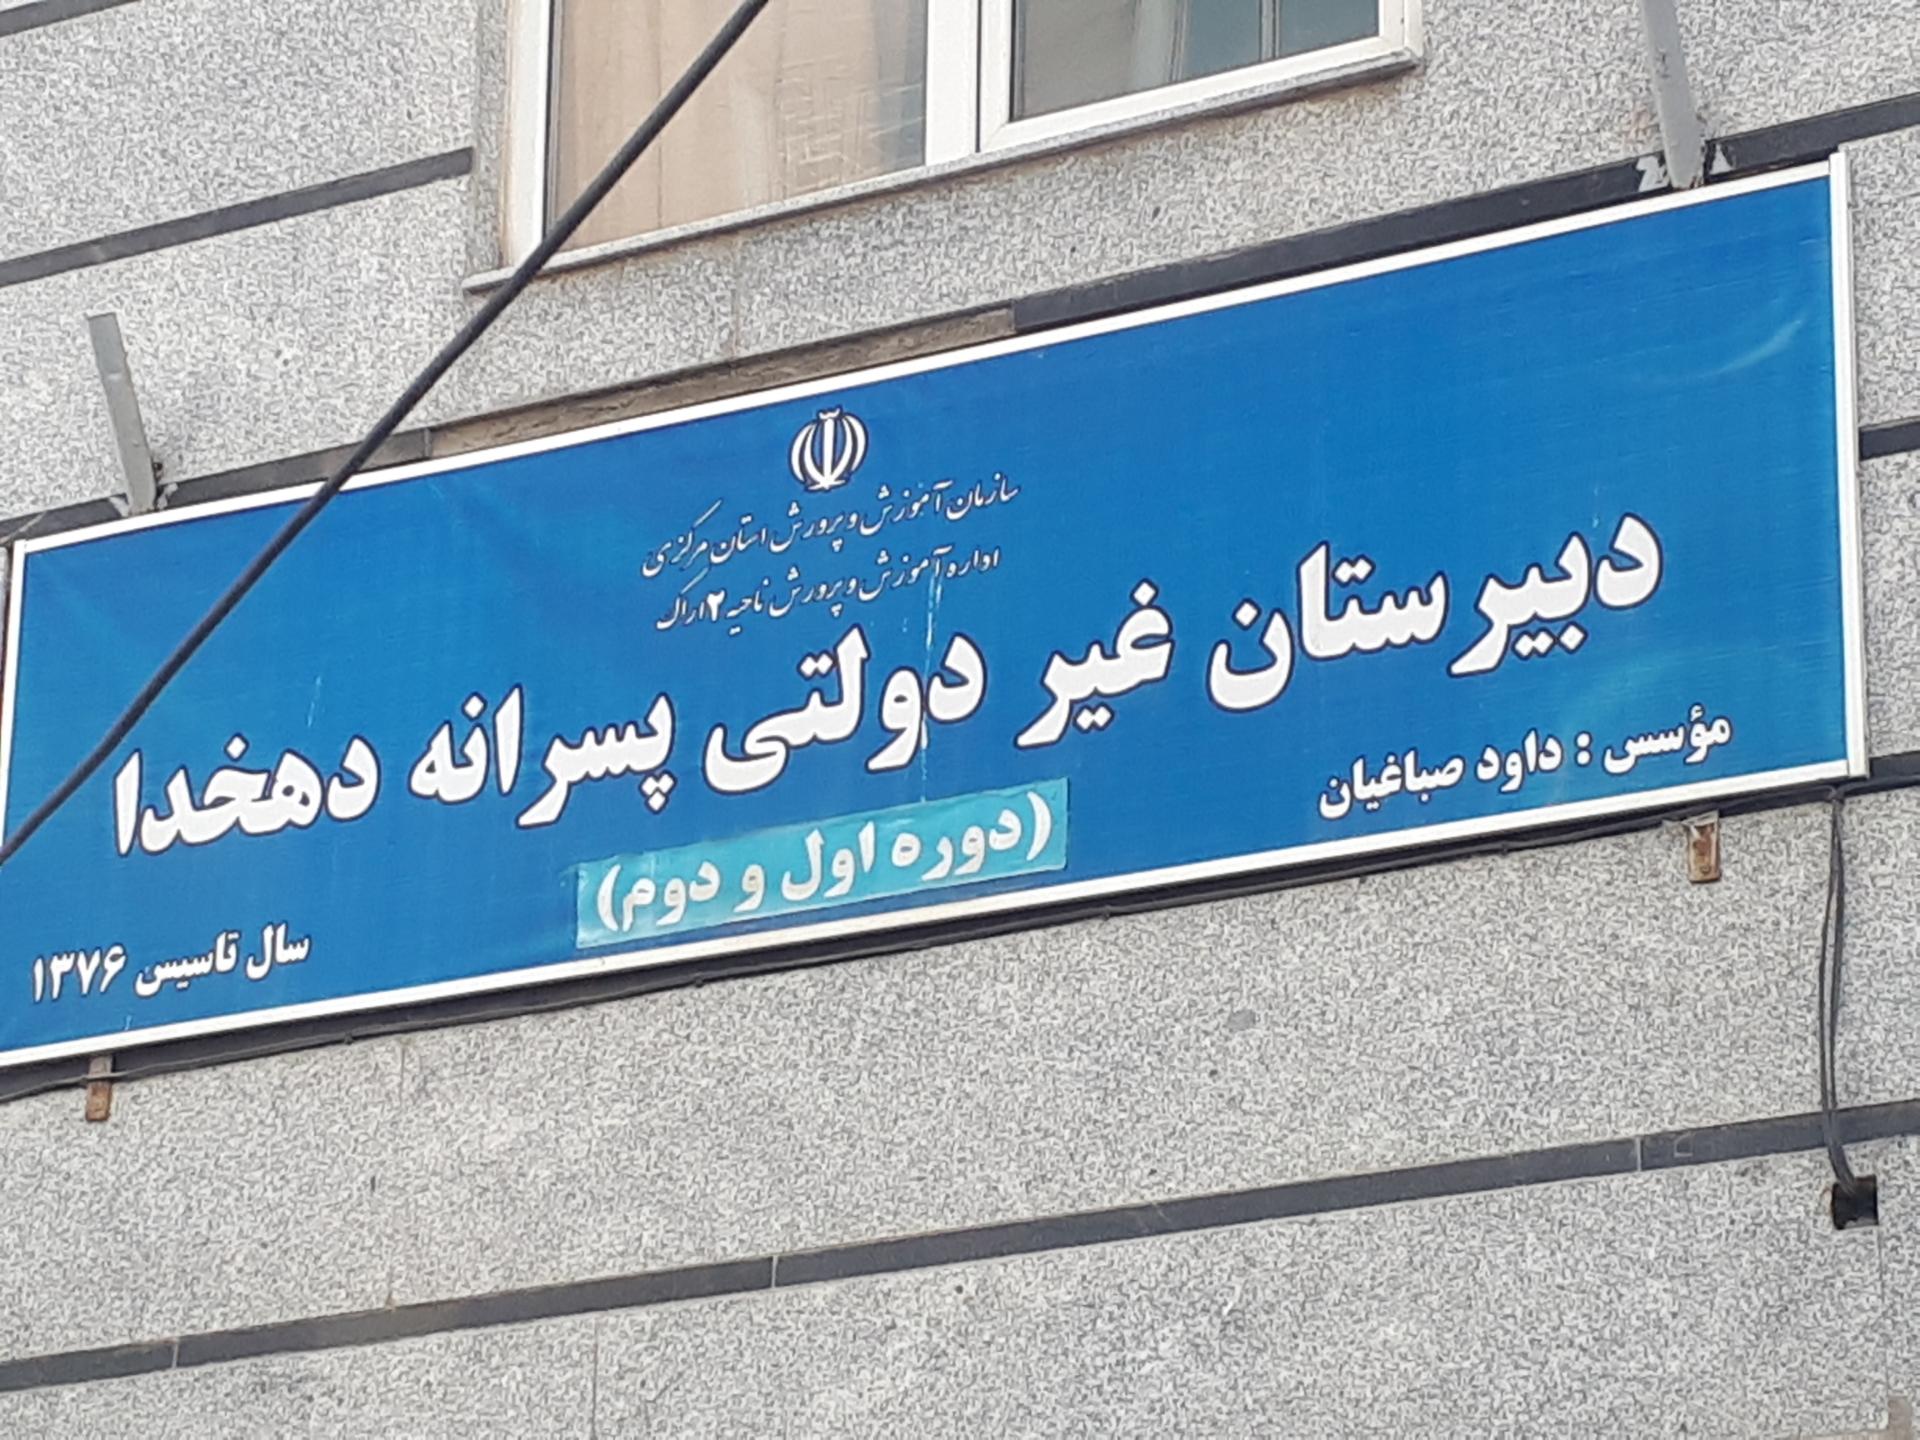 سازمان آموزش و پرورش استان مرکزی
اداره آموزش و پرورش ناحیه ۲ اراک
دبیرستان غیر دولتی پسرانه دهخدا
(دوره اول و دوم)
مؤسس : داود صباغیان
سال تاسیس ۱۳۷۶